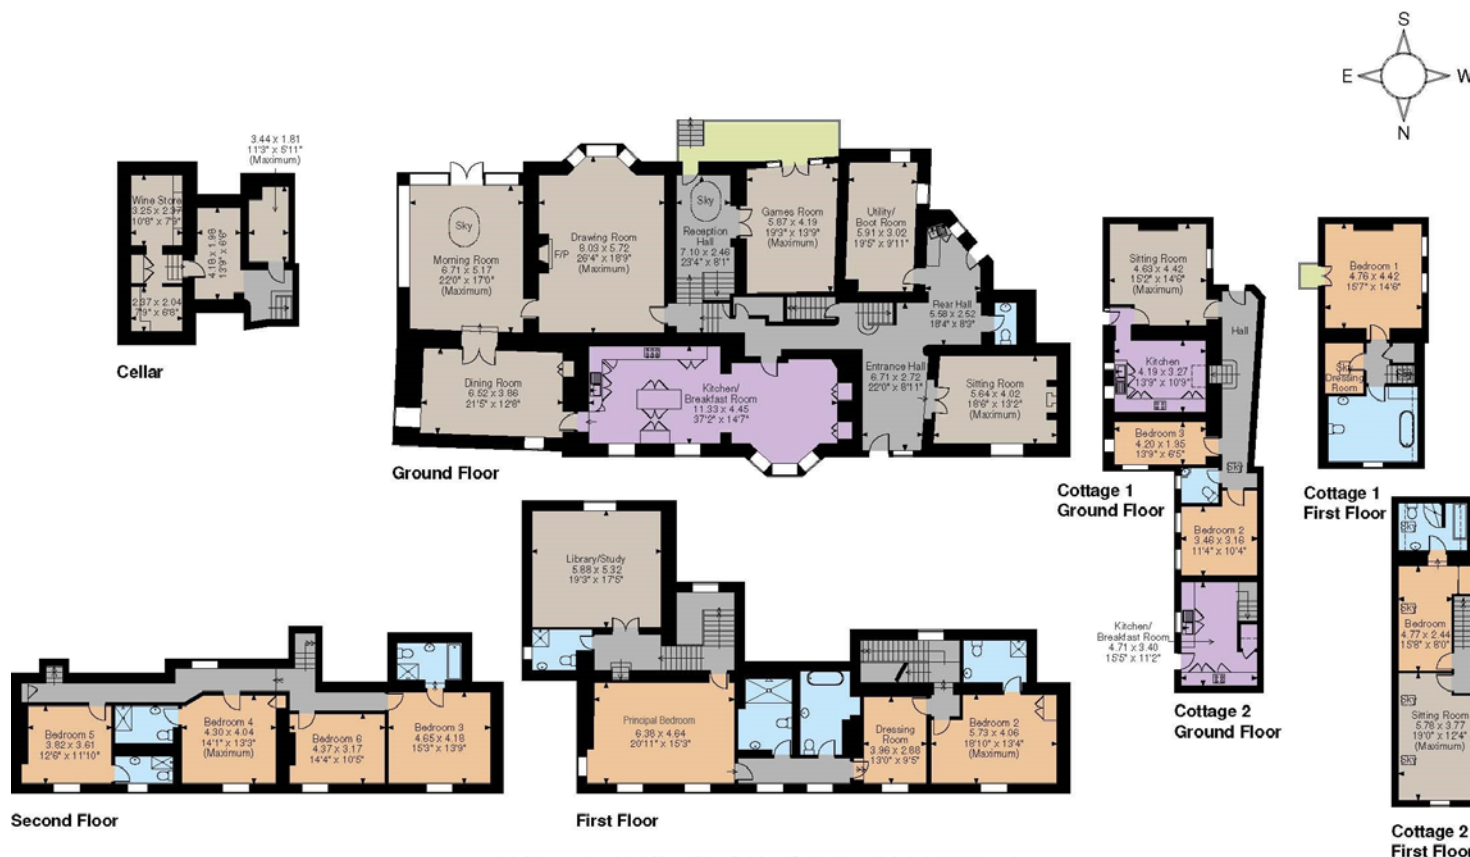 S
E
W
N
3.44 x 1.81
11'3" x 5'11"
(Maximum)
Wine Store
3.25 x 2.37
10'8" x 7'9"
4.18 x 1.98
13'9" x 6'6"
2.37 x 2.04
7'9" x 6'8"
Cellar
Sky
Morning Room
6.71 x 5.17
22'0" x 17'0"
(Maximum)
Drawing Room
8.03 x 5.72
26'4" x 18'9"
(Maximum)
F/P
Sky
Reception
Hall
7.10 x 2.46
23'4" x 8'1"
Games Room
5.87 x 4.19
19'3" x 13'9"
(Maximum)
Utility/
Boot Room
5.91 x 3.02
19'5" x 9'11"
Rear Hall
5.58 x 2.52
18'4" x 8'3"
Dining Room
6.52 x 3.86
21'5" x 12'8"
Kitchen/
Breakfast Room
11.33 x 4.45
37'2" x 14'7"
Entrance Hall
6.71 x 2.72
22'0" x 8'11"
Sitting Room
5.64 x 4.02
18'6" x 13'2"
(Maximum)
Ground Floor
Sitting Room
4.63 x 4.42
15'2" x 14'6"
(Maximum)
Hall
Kitchen
4.19 x 3.27
13'9" x 10'9"
Bedroom 3
4.20 x 1.95
13'9" x 6'5"
Sky
Cottage 1
Ground Floor
Bedroom 1
4.76 x 4.42
15'7" x 14'6"
Sky
Dressing
Room
Cottage 1
First Floor
Bedroom 2
3.46 x 3.16
11'4" x 10'4"
Kitchen/
Breakfast Room
4.71 x 3.40
15'5" x 11'2"
Cottage 2
Ground Floor
Sky
Sky
Bedroom
4.77 x 2.44
15'8" x 8'0"
Sky
Sitting Room
5.78 x 3.77
19'0" x 12'4"
(Maximum)
Sky
Cottage 2
First Floor
Library/Study
5.88 x 5.32
19'3" x 17'5"
Principal Bedroom
6.38 x 4.64
20'11" x 15'3"
Dressing
Room
3.96 x 2.88
13'0" x 9'5"
Bedroom 2
5.73 x 4.06
18'10" x 13'4"
(Maximum)
First Floor
Bedroom 5
3.82 x 3.61
12'6" x 11'10"
Bedroom 4
4.30 x 4.04
14'1" x 13'3"
(Maximum)
Bedroom 6
4.37 x 3.17
14'4" x 10'5"
Bedroom 3
4.65 x 4.18
15'3" x 13'9"
Second Floor